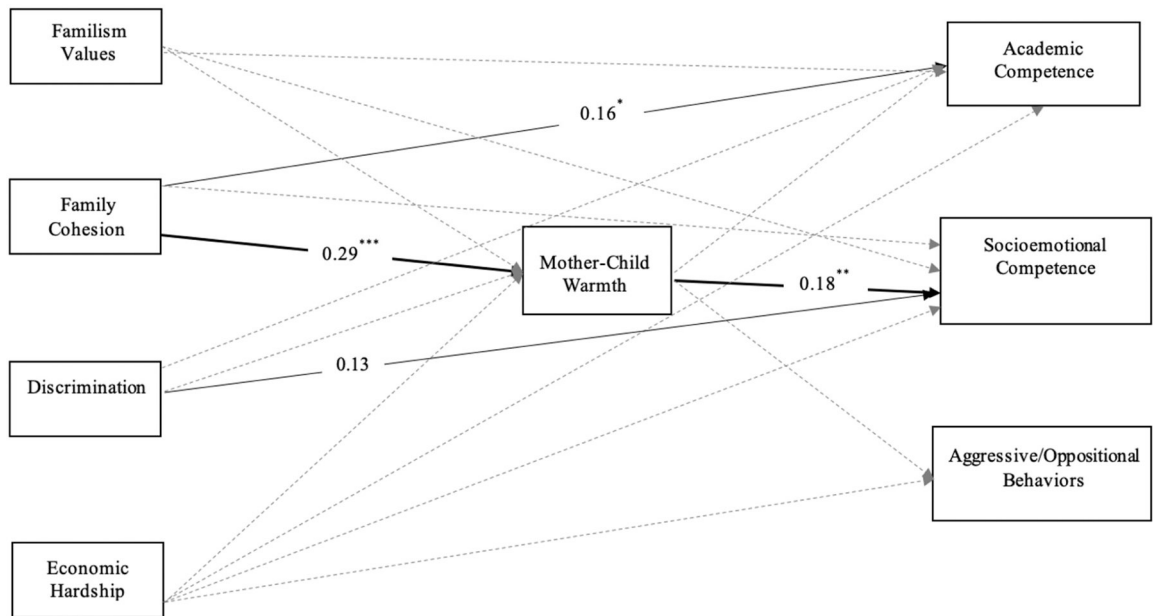 Familism
Values
Academic
Competence
0.16*
Family
Cohesion
0.29***
Mother-Child
Warmth
0.18**
Socioemotional
Competence
0.13
Discrimination
Aggressive/Oppositional
Behaviors
Economic
Hardship